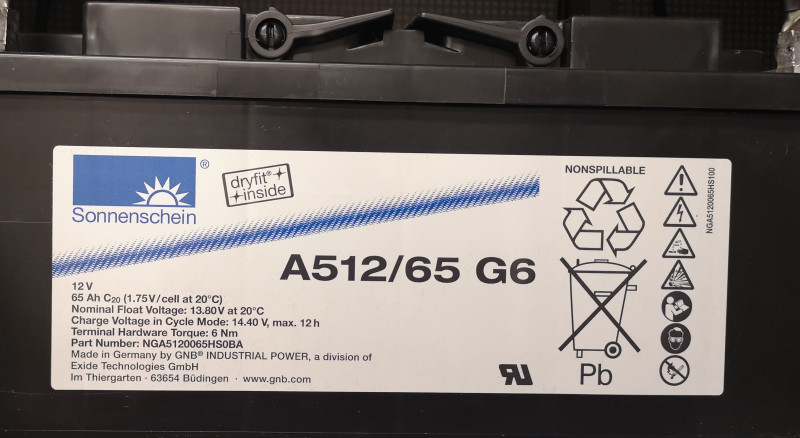 Sonnenschein ®
dryfit® inside
NONSPILLABLE
A512/65 G6
12 V
65 Ah C20 (1.75V/cell at 20°C)
Nominal Float Voltage: 13.80V at 20°C
Charge Voltage in Cycle Mode: 14.40 V, max. 12 h
Terminal Hardware Torque: 6 Nm
Part Number: NGA5120065HS0BA
Made in Germany by GNB® INDUSTRIAL POWER, a division of
Exide Technologies GmbH
Im Thiergarten · 63654 Büdingen · www.gnb.com
Pb
NGA5120065HS100